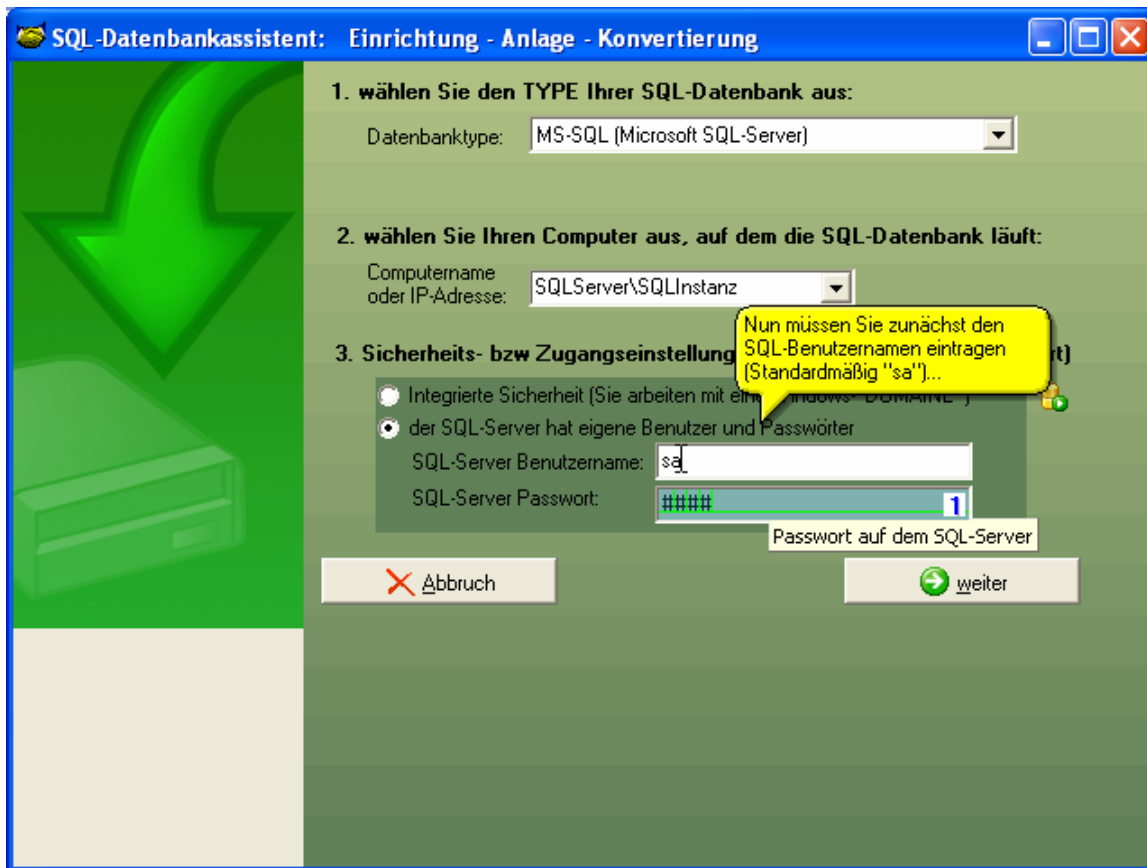 SQL-Datenbankassistent: Einrichtung - Anlage - Konvertierung
1. wählen Sie den TYPE Ihrer SQL-Datenbank aus:
Datenbanktype: MS-SQL (Microsoft SQL-Server)
2. wählen Sie Ihren Computer aus, auf dem die SQL-Datenbank läuft:
Computername
oder IP-Adresse: SQLServer\SQLInstanz
Nun müssen Sie zunächst den
SQL-Benutzernamen eintragen
(Standardmäßig "sa")...
3. Sicherheits- bzw Zugangseinstellung
Integrierte Sicherheit (Sie arbeiten mit
der SQL-Server hat eigene Benutzer und Passwörter
SQL-Server Benutzername: sa
SQL-Server Passwort: #### 1
Passwort auf dem SQL-Server
Abbruch
weiter